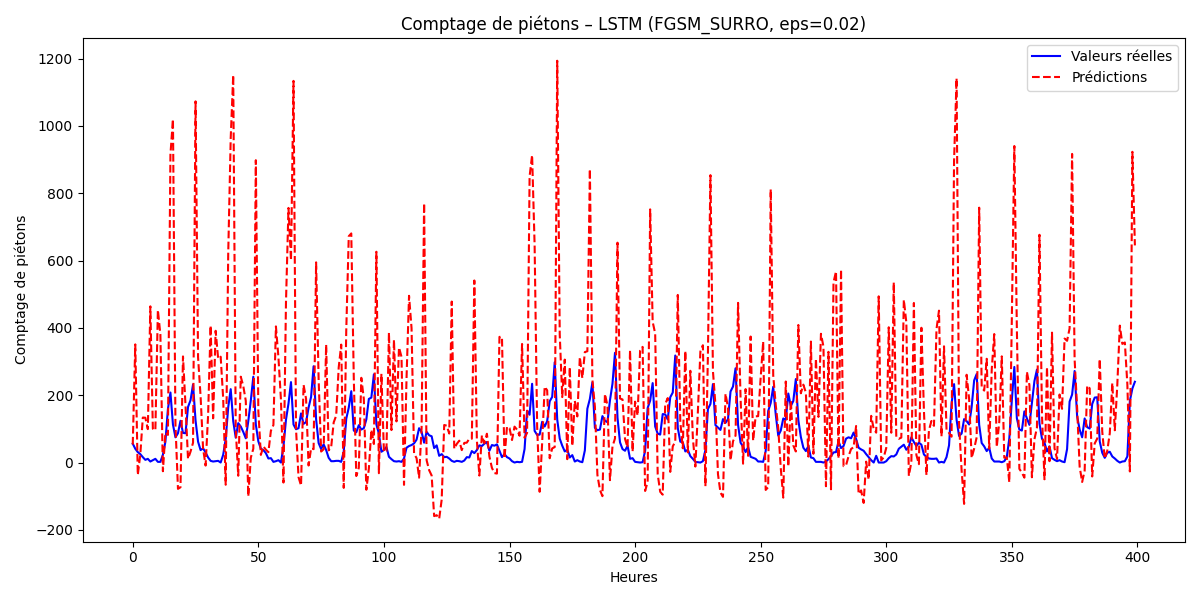 Comptage de piétons – LSTM (FGSM_SURRO, eps=0.02)
Valeurs réelles
Prédictions
Comptage de piétons
1200
1000
800
600
400
200
0
−200
0 50 100 150 200 250 300 350 400
Heures